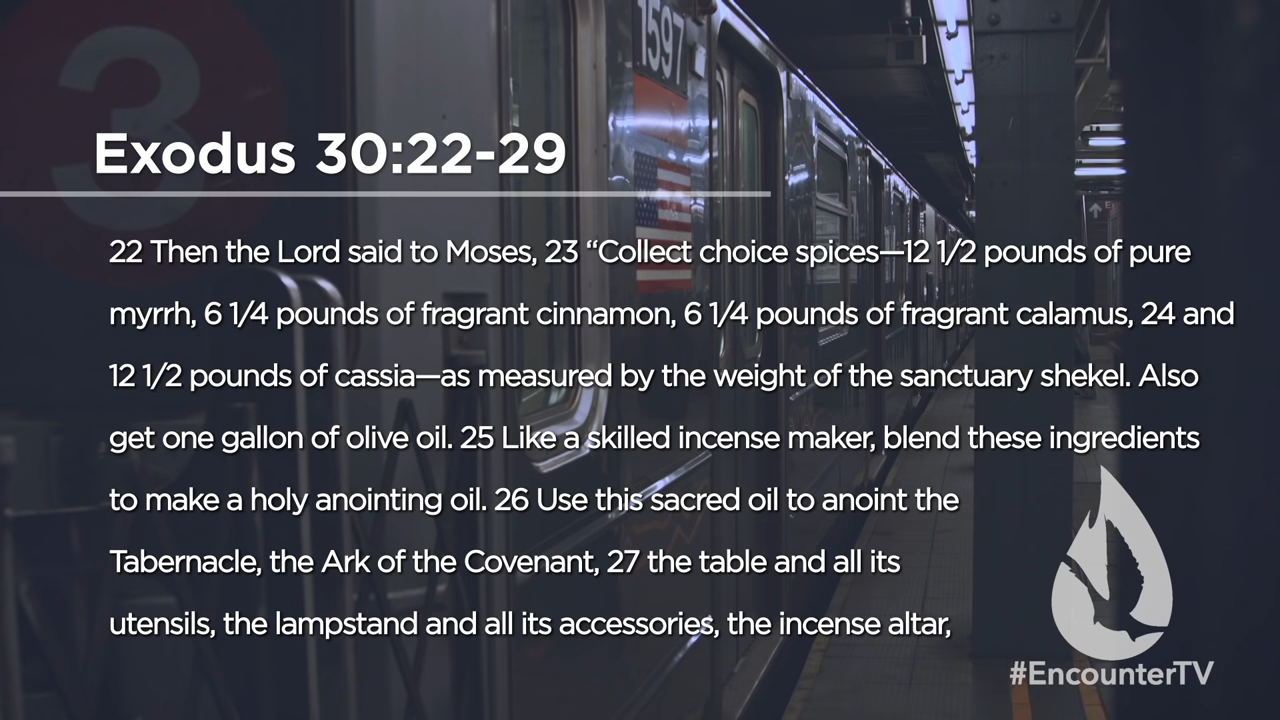 3
1597
Exodus 30:22-29
22 Then the Lord said to Moses, 23 “Collect choice spices—12 1/2 pounds of pure
myrrh, 6 1/4 pounds of fragrant cinnamon, 6 1/4 pounds of fragrant calamus, 24 and
12 1/2 pounds of cassia—as measured by the weight of the sanctuary shekel. Also
get one gallon of olive oil. 25 Like a skilled incense maker, blend these ingredients
to make a holy anointing oil. 26 Use this sacred oil to anoint the
Tabernacle, the Ark of the Covenant, 27 the table and all its
utensils, the lampstand and all its accessories, the incense altar,
#EncounterTV